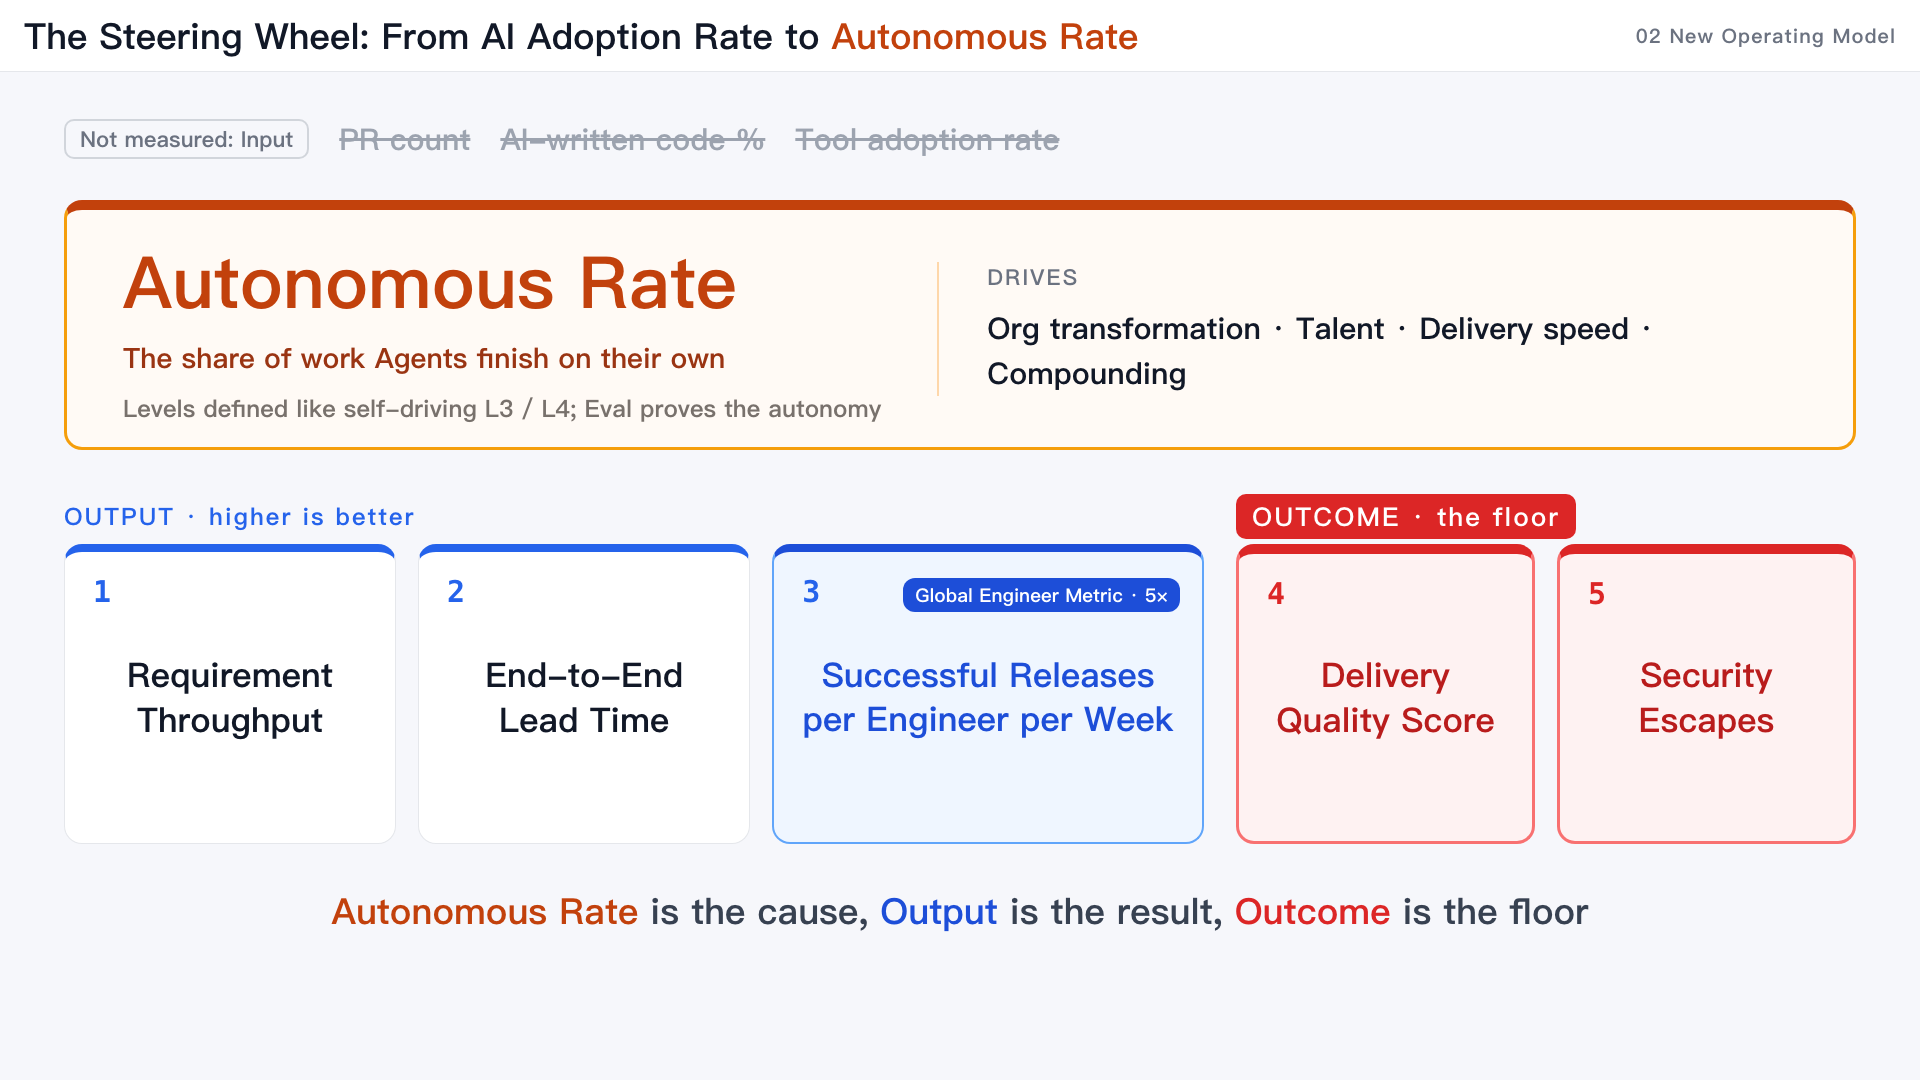 The Steering Wheel: From AI Adoption Rate to Autonomous Rate
02 New Operating Model
Not measured: Input
PR count
AI-written code %
Tool adoption rate
Autonomous Rate
The share of work Agents finish on their own
Levels defined like self-driving L3 / L4; Eval proves the autonomy
DRIVES
Org transformation · Talent · Delivery speed ·
Compounding
OUTPUT · higher is better
1
Requirement
Throughput
2
End-to-End
Lead Time
3
Global Engineer Metric · 5×
Successful Releases
per Engineer per Week
OUTCOME · the floor
4
Delivery
Quality Score
5
Security
Escapes
Autonomous Rate is the cause, Output is the result, Outcome is the floor